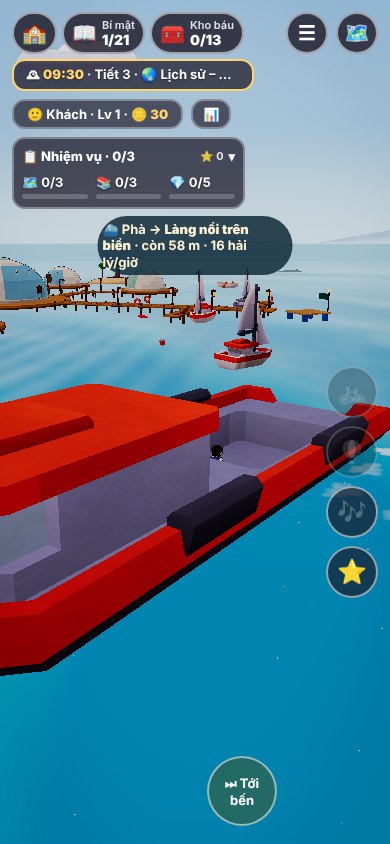 Bí mật
1/21
Kho báu
0/13
09:30 · Tiết 3 · Lịch sử – ...
Khách · Lv 1 · 30
Nhiệm vụ · 0/3
0 ▼
0/3
0/3
0/5
Phà → Làng nổi trên
biển · còn 58 m · 16 hải
lý/giờ
Tới
bến